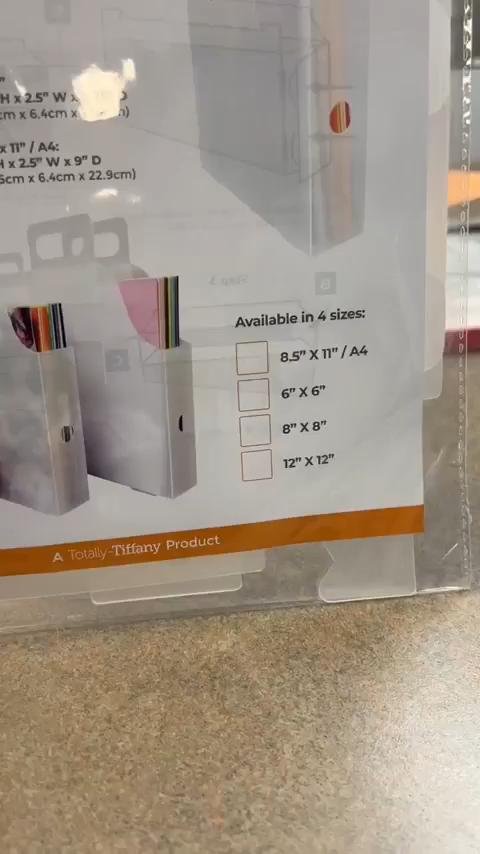 "
H x 2.5" W x
cm x 6.4cm x
x 11" / A4:
H x 2.5" W x 9" D
5cm x 6.4cm x 22.9cm)
Available in 4 sizes:
8.5" X 11" / A4
6" X 6"
8" X 8"
12" X 12"
A Totally-Tiffany Product